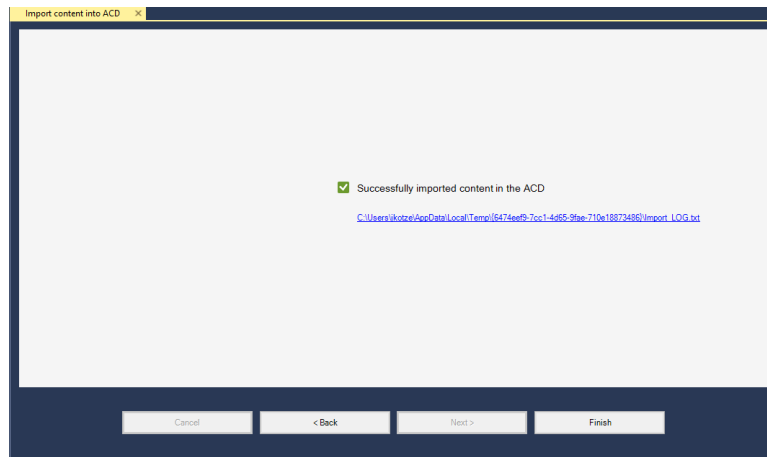 Import content into ACD ×
Successfully imported content in the ACD
C:\Users\jkotze\AppData\Local\Temp\{6474eef9-7cc1-4d65-9fae-710e18873486}\Import_LOG.txt
Cancel < Back Next > Finish